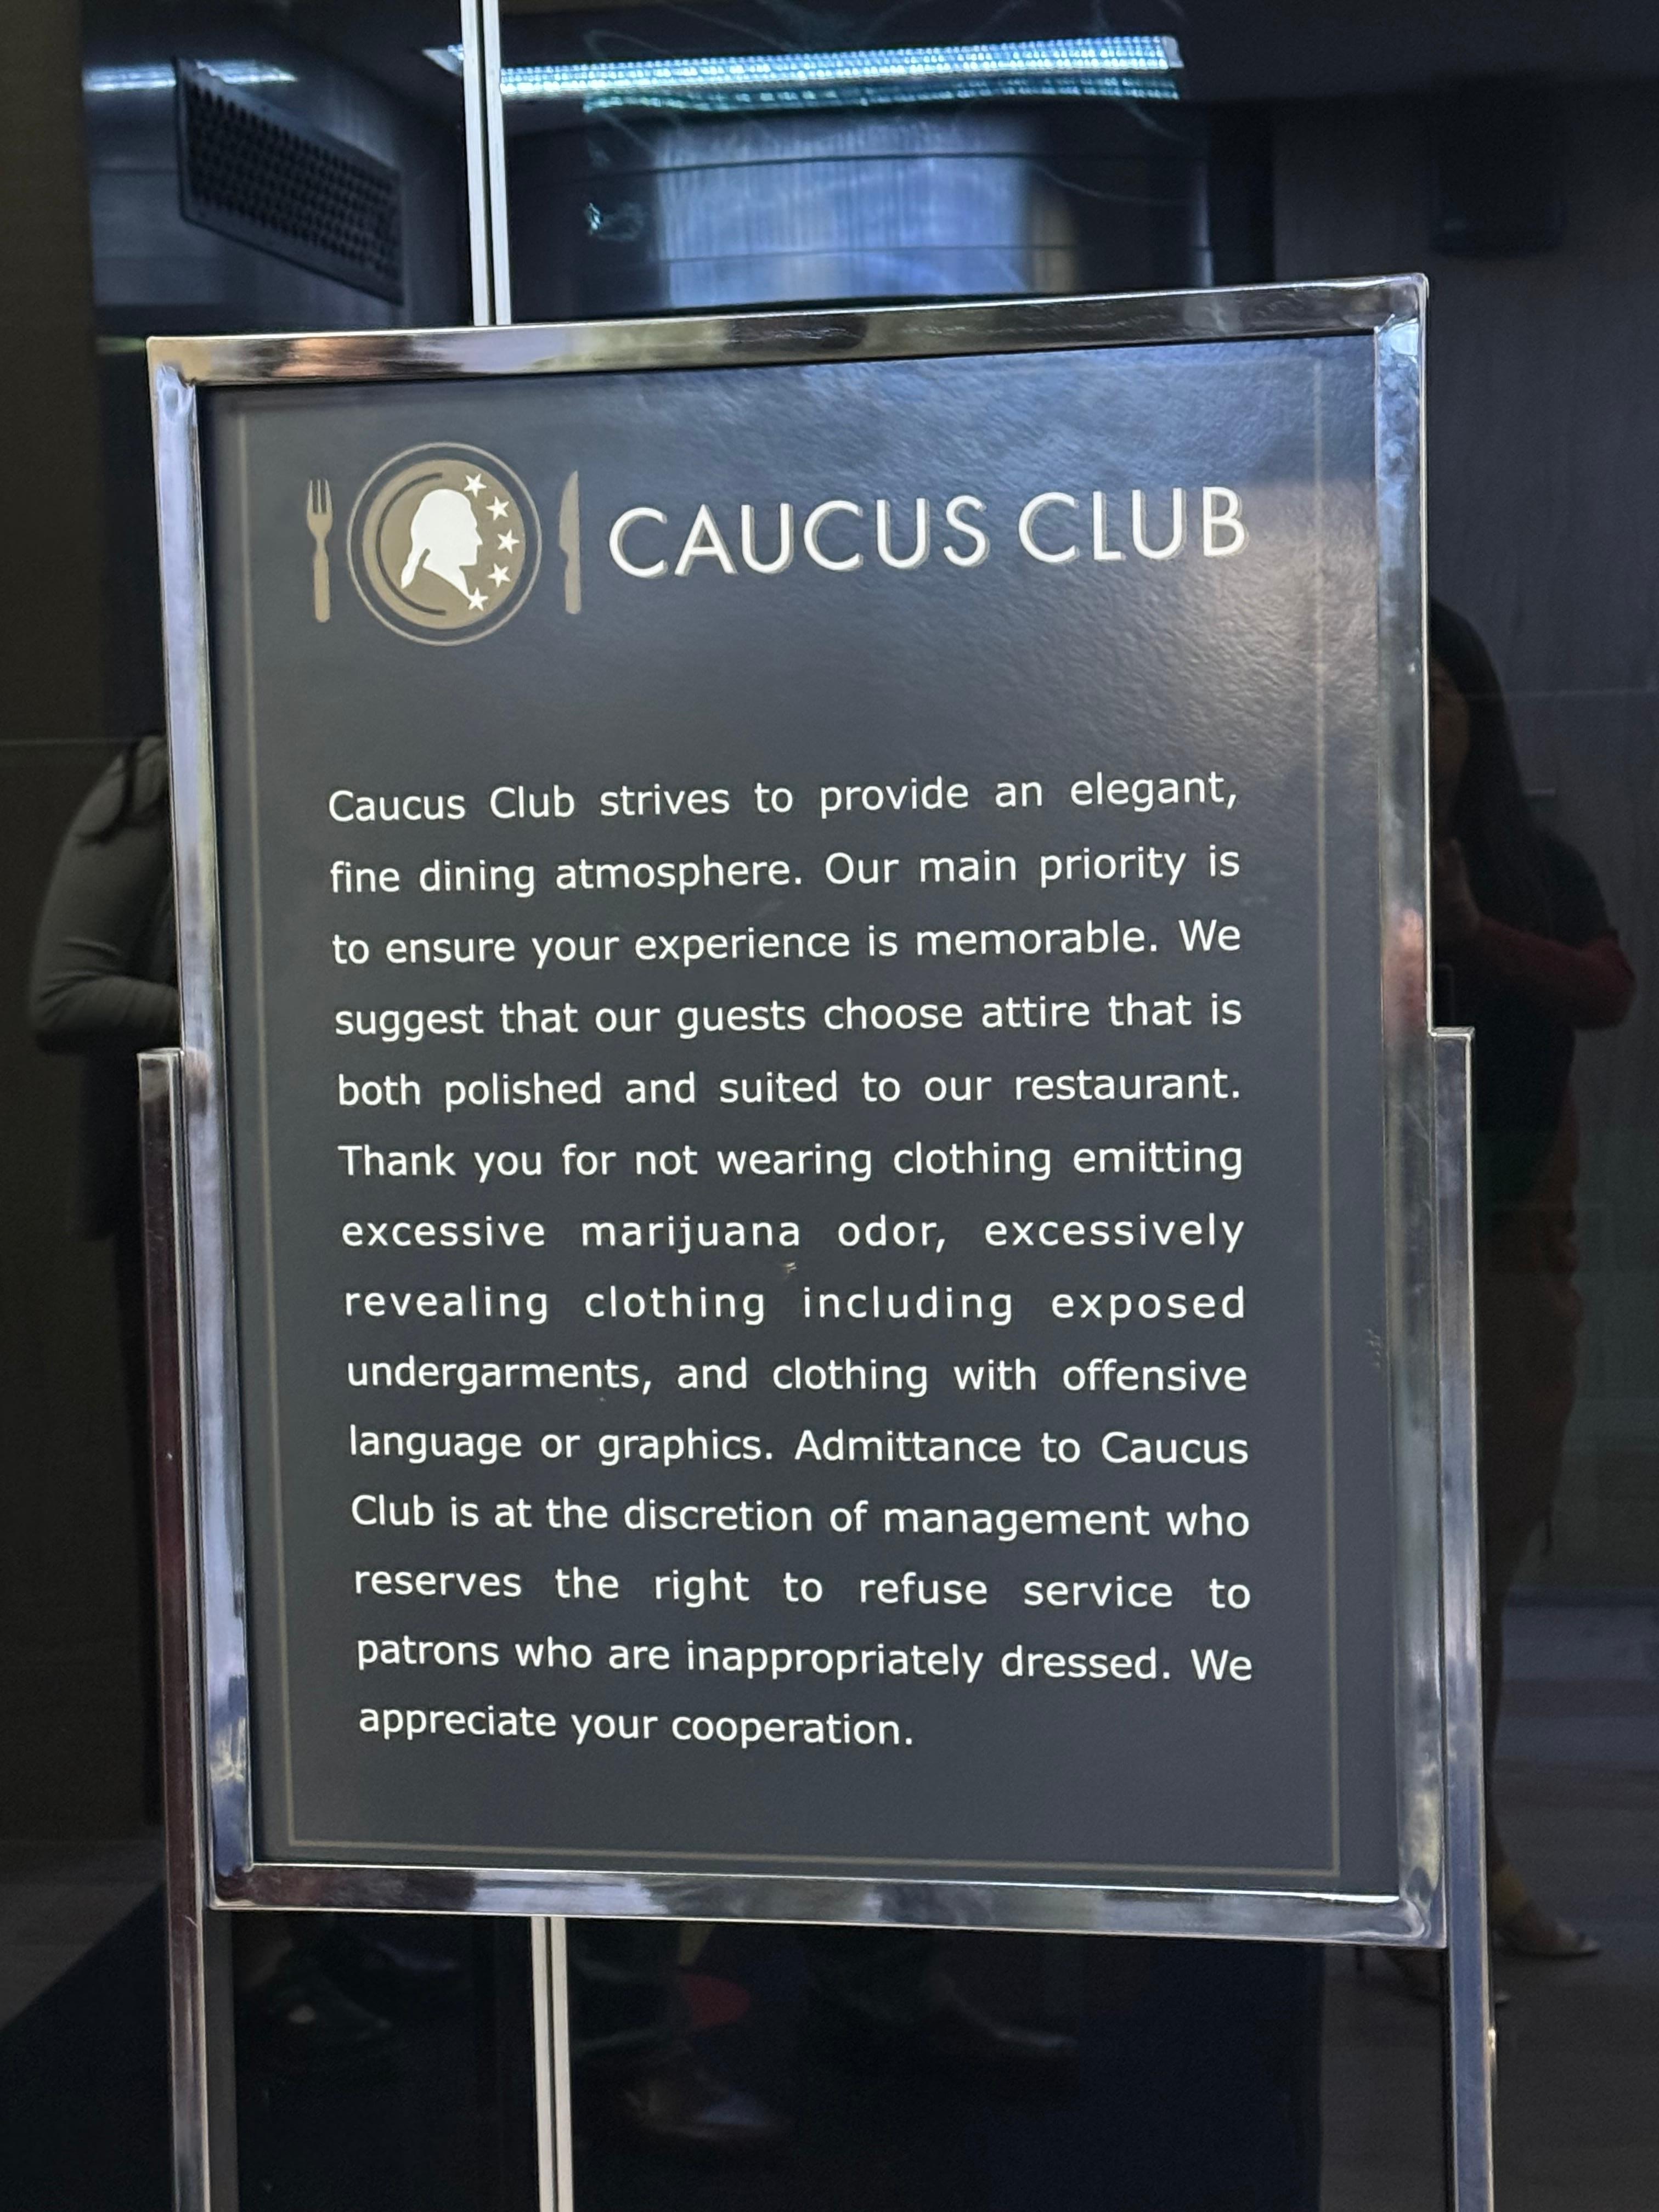 CAUCUS CLUB
Caucus Club strives to provide an elegant,
fine dining atmosphere. Our main priority is
to ensure your experience is memorable. We
suggest that our guests choose attire that is
both polished and suited to our restaurant.
Thank you for not wearing clothing emitting
excessive marijuana odor, excessively
revealing clothing including exposed
undergarments, and clothing with offensive
language or graphics. Admittance to Caucus
Club is at the discretion of management who
reserves the right to refuse service to
patrons who are inappropriately dressed. We
appreciate your cooperation.